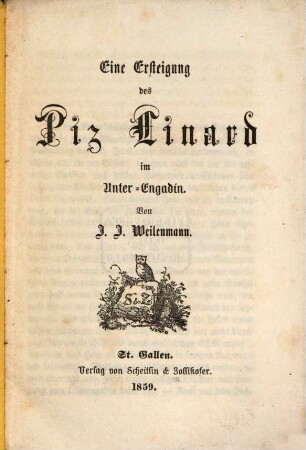 Eine Ersteigung
des
Piz Linard
im
Unter-Engadin.
Von
J. J. Weilenmann.
S & Z
St. Gallen.
Verlag von Scheitlin & Zollikofer.
1859.